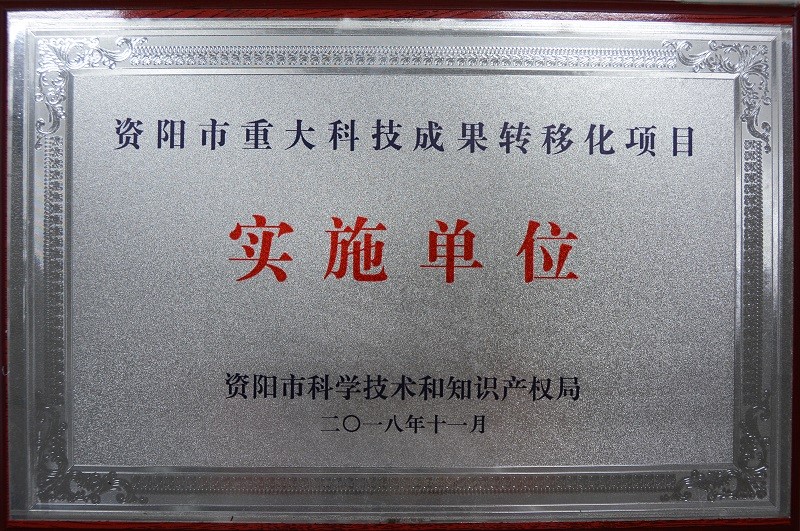 资阳市重大科技成果转移化项目
实施单位
资阳市科学技术和知识产权局
二〇一八年十一月